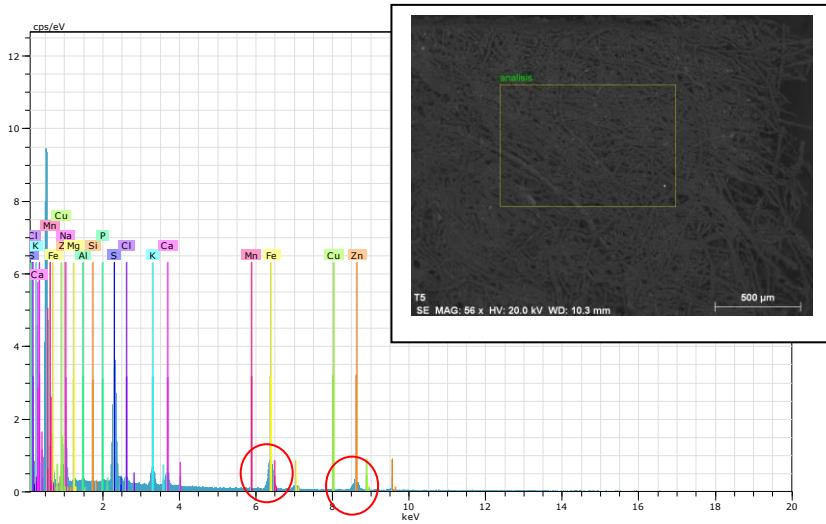 cps/eV
12
10
8
6
4
2
0
Cu
Mn
Cl Na P
K Z Mg Si Cl Ca
S Fe Al S K Mn Fe Cu Zn
Ca
2 4 6 8 10 12 14 16 18 20
keV
analisis
T5
SE MAG: 56 x HV: 20.0 kV WD: 10.3 mm
500 µm